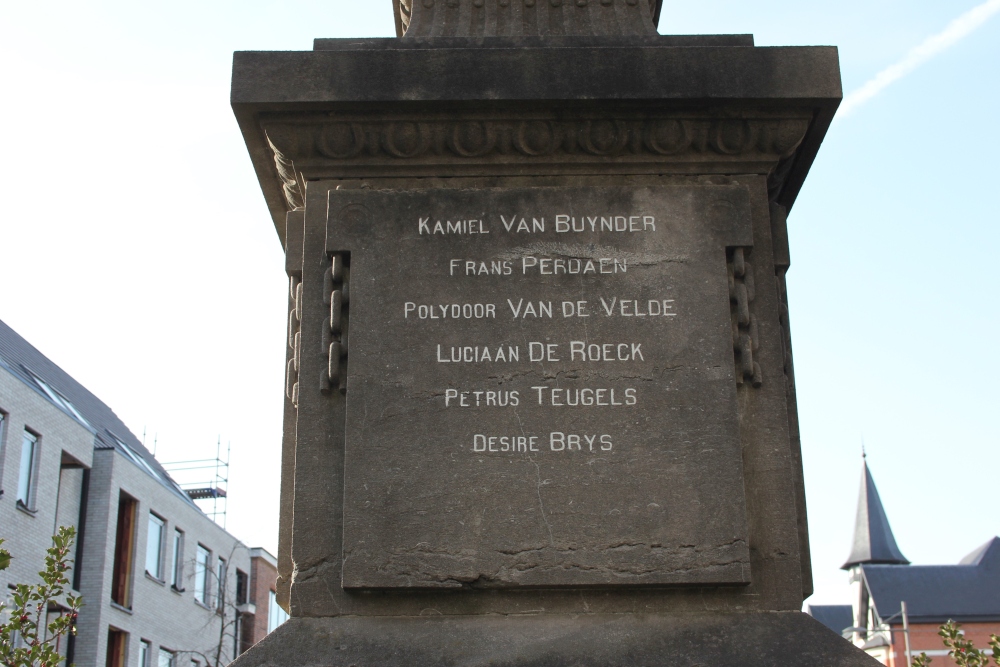 Kamiel Van Buynder
Frans Perdaen
Polydoor Van de Velde
Luciaan De Roeck
Petrus Teugels
Desire Brys